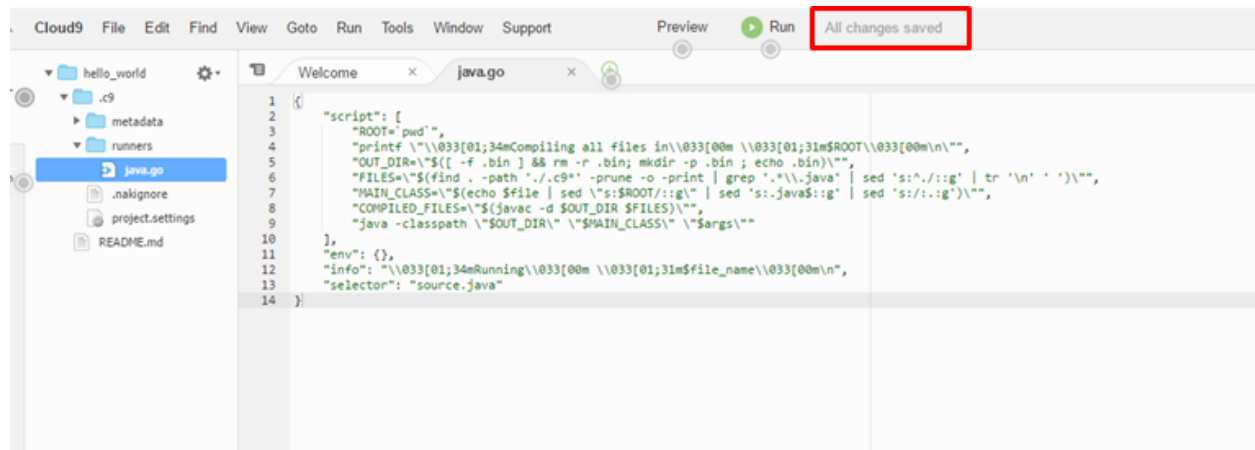 Cloud9 File Edit Find View Goto Run Tools Window Support Preview Run All changes saved
hello_world
.c9
metadata
runners
java.go
.nakignore
project.settings
README.md
Welcome × java.go ×
1 {
2 "script": [
3 "ROOT=`pwd`",
4 "printf \"\\033[01;34mCompiling all files in\\033[00m \\033[01;31m$ROOT\\033[00m\n\"",
5 "OUT_DIR=\"$([ -f .bin ] && rm -r .bin; mkdir -p .bin ; echo .bin)\"",
6 "FILES=\"$(find . -path './.c9*' -prune -o -print | grep '.*\\.java' | sed 's:^./::g' | tr '\n' ' ')\"",
7 "MAIN_CLASS=\"$(echo $file | sed \"s:$ROOT/::g\" | sed 's:.java$::g' | sed 's:/:.:g')\"",
8 "COMPILED_FILES=\"$(javac -d $OUT_DIR $FILES)\"",
9 "java -classpath \"$OUT_DIR\" \"$MAIN_CLASS\" \"$args\""
10 ],
11 "env": {},
12 "info": "\\033[01;34mRunning\\033[00m \\033[01;31m$file_name\\033[00m\n",
13 "selector": "source.java"
14 }